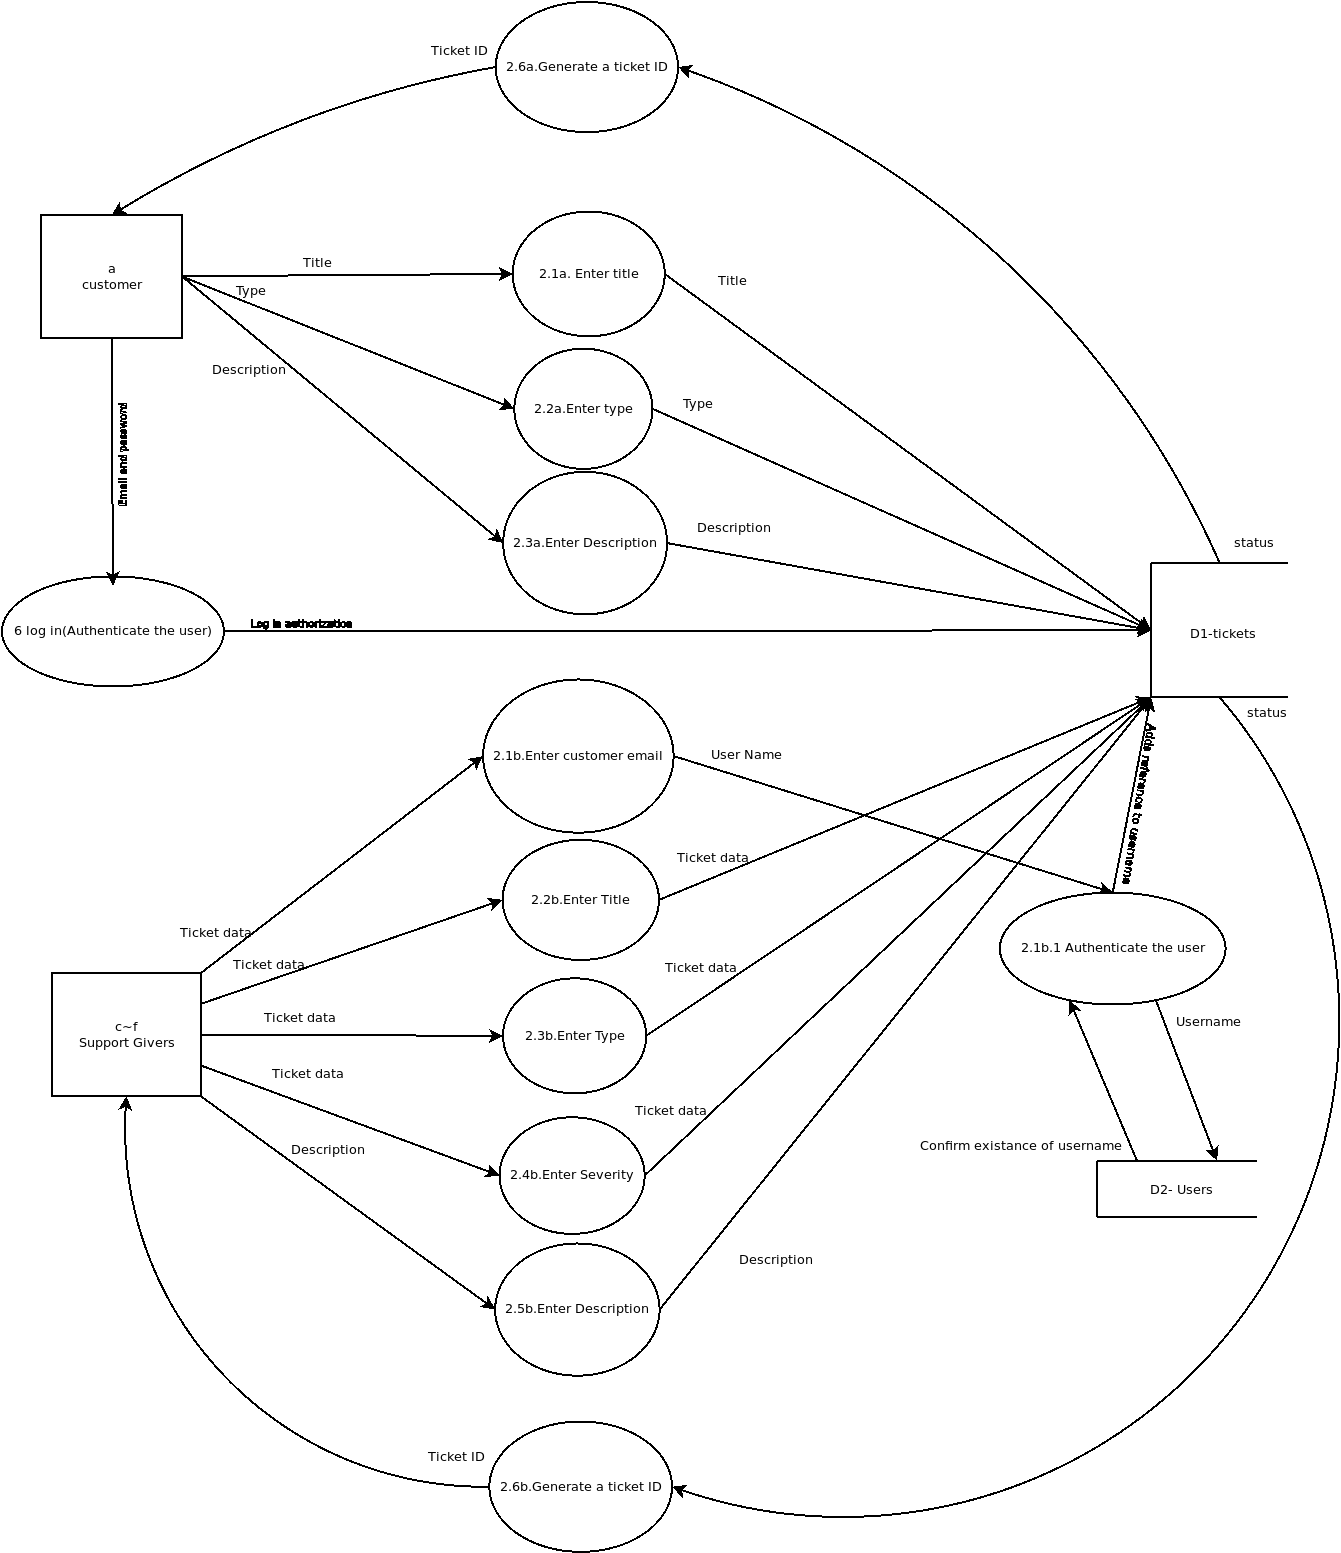 Ticket ID
2.6a.Generate a ticket ID
a
customer
Title
2.1a. Enter title
Title
Type
2.2a.Enter type
Type
Description
2.3a.Enter Description
Description
Email and password
status
6 log in(Authenticate the user)
Log in authorization
D1-tickets
status
2.1b.Enter customer email
User Name
Adds reference to username
2.2b.Enter Title
Ticket data
Ticket data
Ticket data
2.1b.1 Authenticate the user
Ticket data
c~f
Support Givers
Ticket data
2.3b.Enter Type
Username
Ticket data
Ticket data
Description
2.4b.Enter Severity
Confirm existance of username
D2- Users
Description
2.5b.Enter Description
Ticket ID
2.6b.Generate a ticket ID